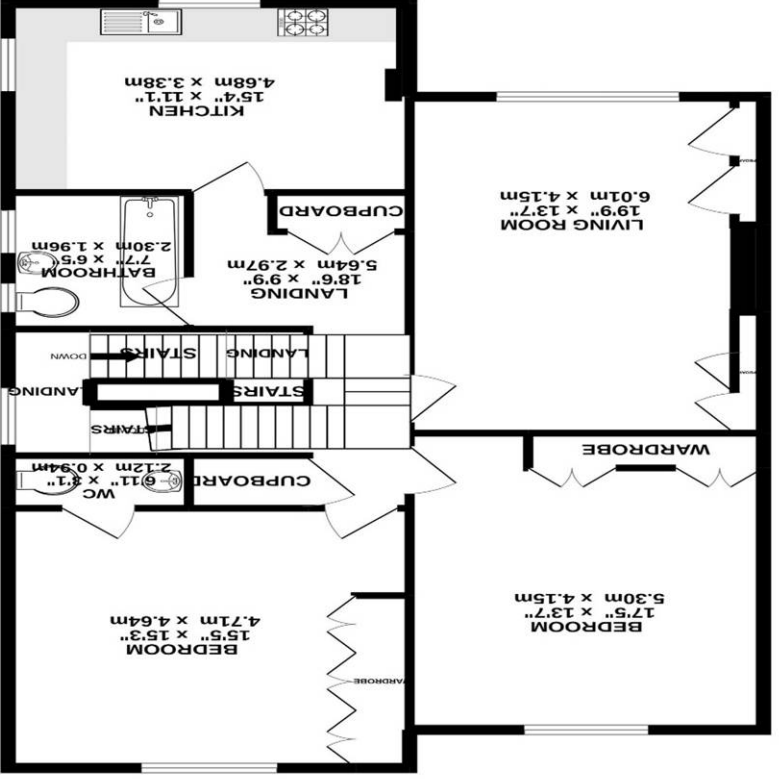 BEDROOM
17'5" x 13'7"
5.30m x 4.15m
BEDROOM
15'5" x 15'3"
4.71m x 4.64m
WARDROBE
CUPBOARD
WC
6'11" x 3'1"
2.12m x 0.94m
STAIRS
STAIRS
LANDING
LANDING
STAIRS
DOWN
LIVING ROOM
19'9" x 13'7"
6.01m x 4.15m
LANDING
18'6" x 9'9"
5.64m x 2.97m
BATHROOM
7'7" x 6'5"
2.30m x 1.96m
CUPBOARD
KITCHEN
15'4" x 11'1"
4.68m x 3.38m